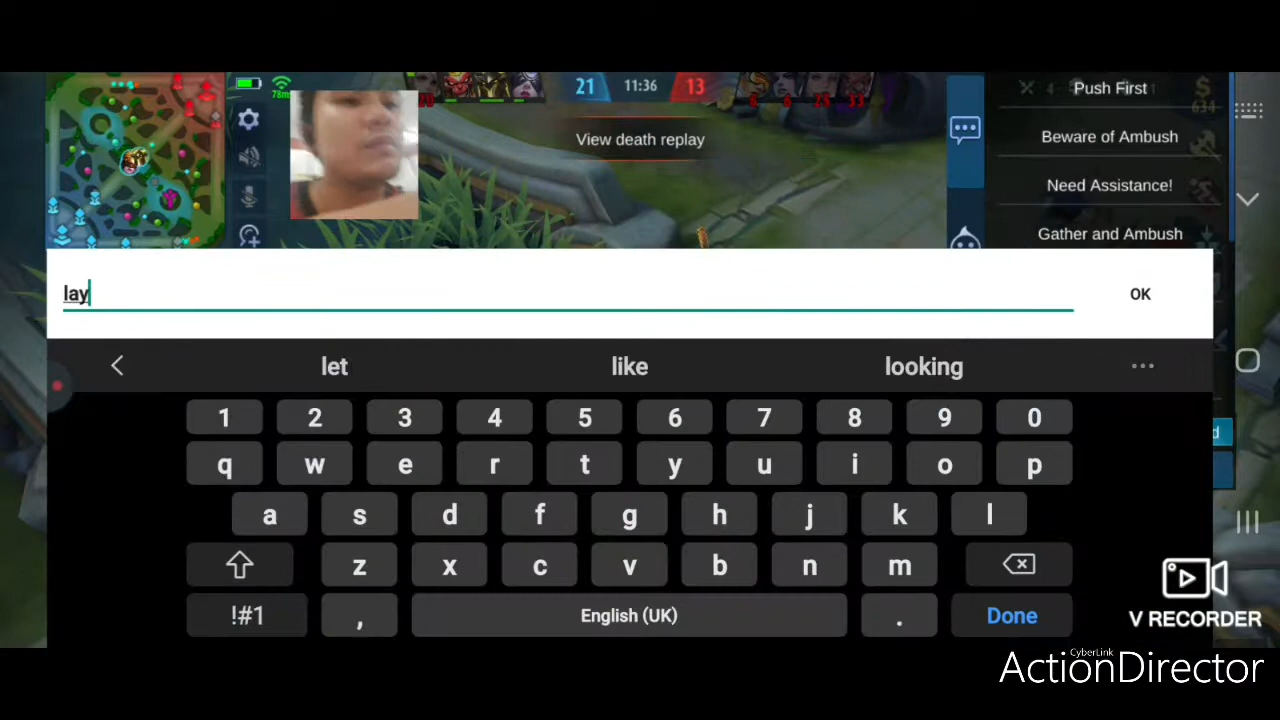 78ms
21 11:36 13
View death replay
Push First
634
Beware of Ambush
Need Assistance!
Gather and Ambush
lay
OK
let like looking
1 2 3 4 5 6 7 8 9 0
q w e r t y u i o p
a s d f g h j k l
z x c v b n m
!#1 , English (UK) . Done
V RECORDER
CyberLink
ActionDirector